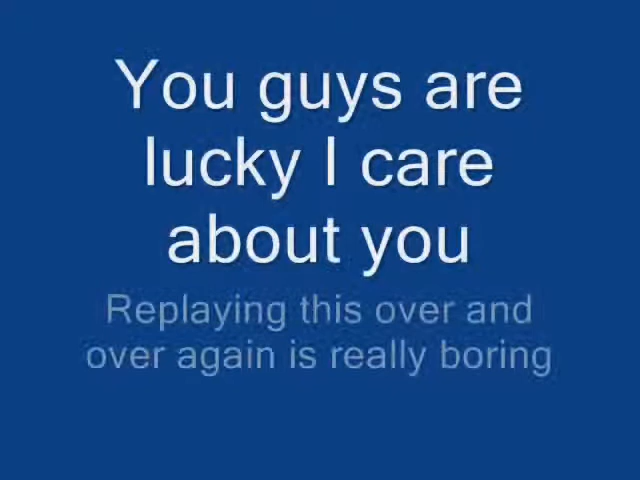 You guys are
lucky I care
about you
Replaying this over and
over again is really boring